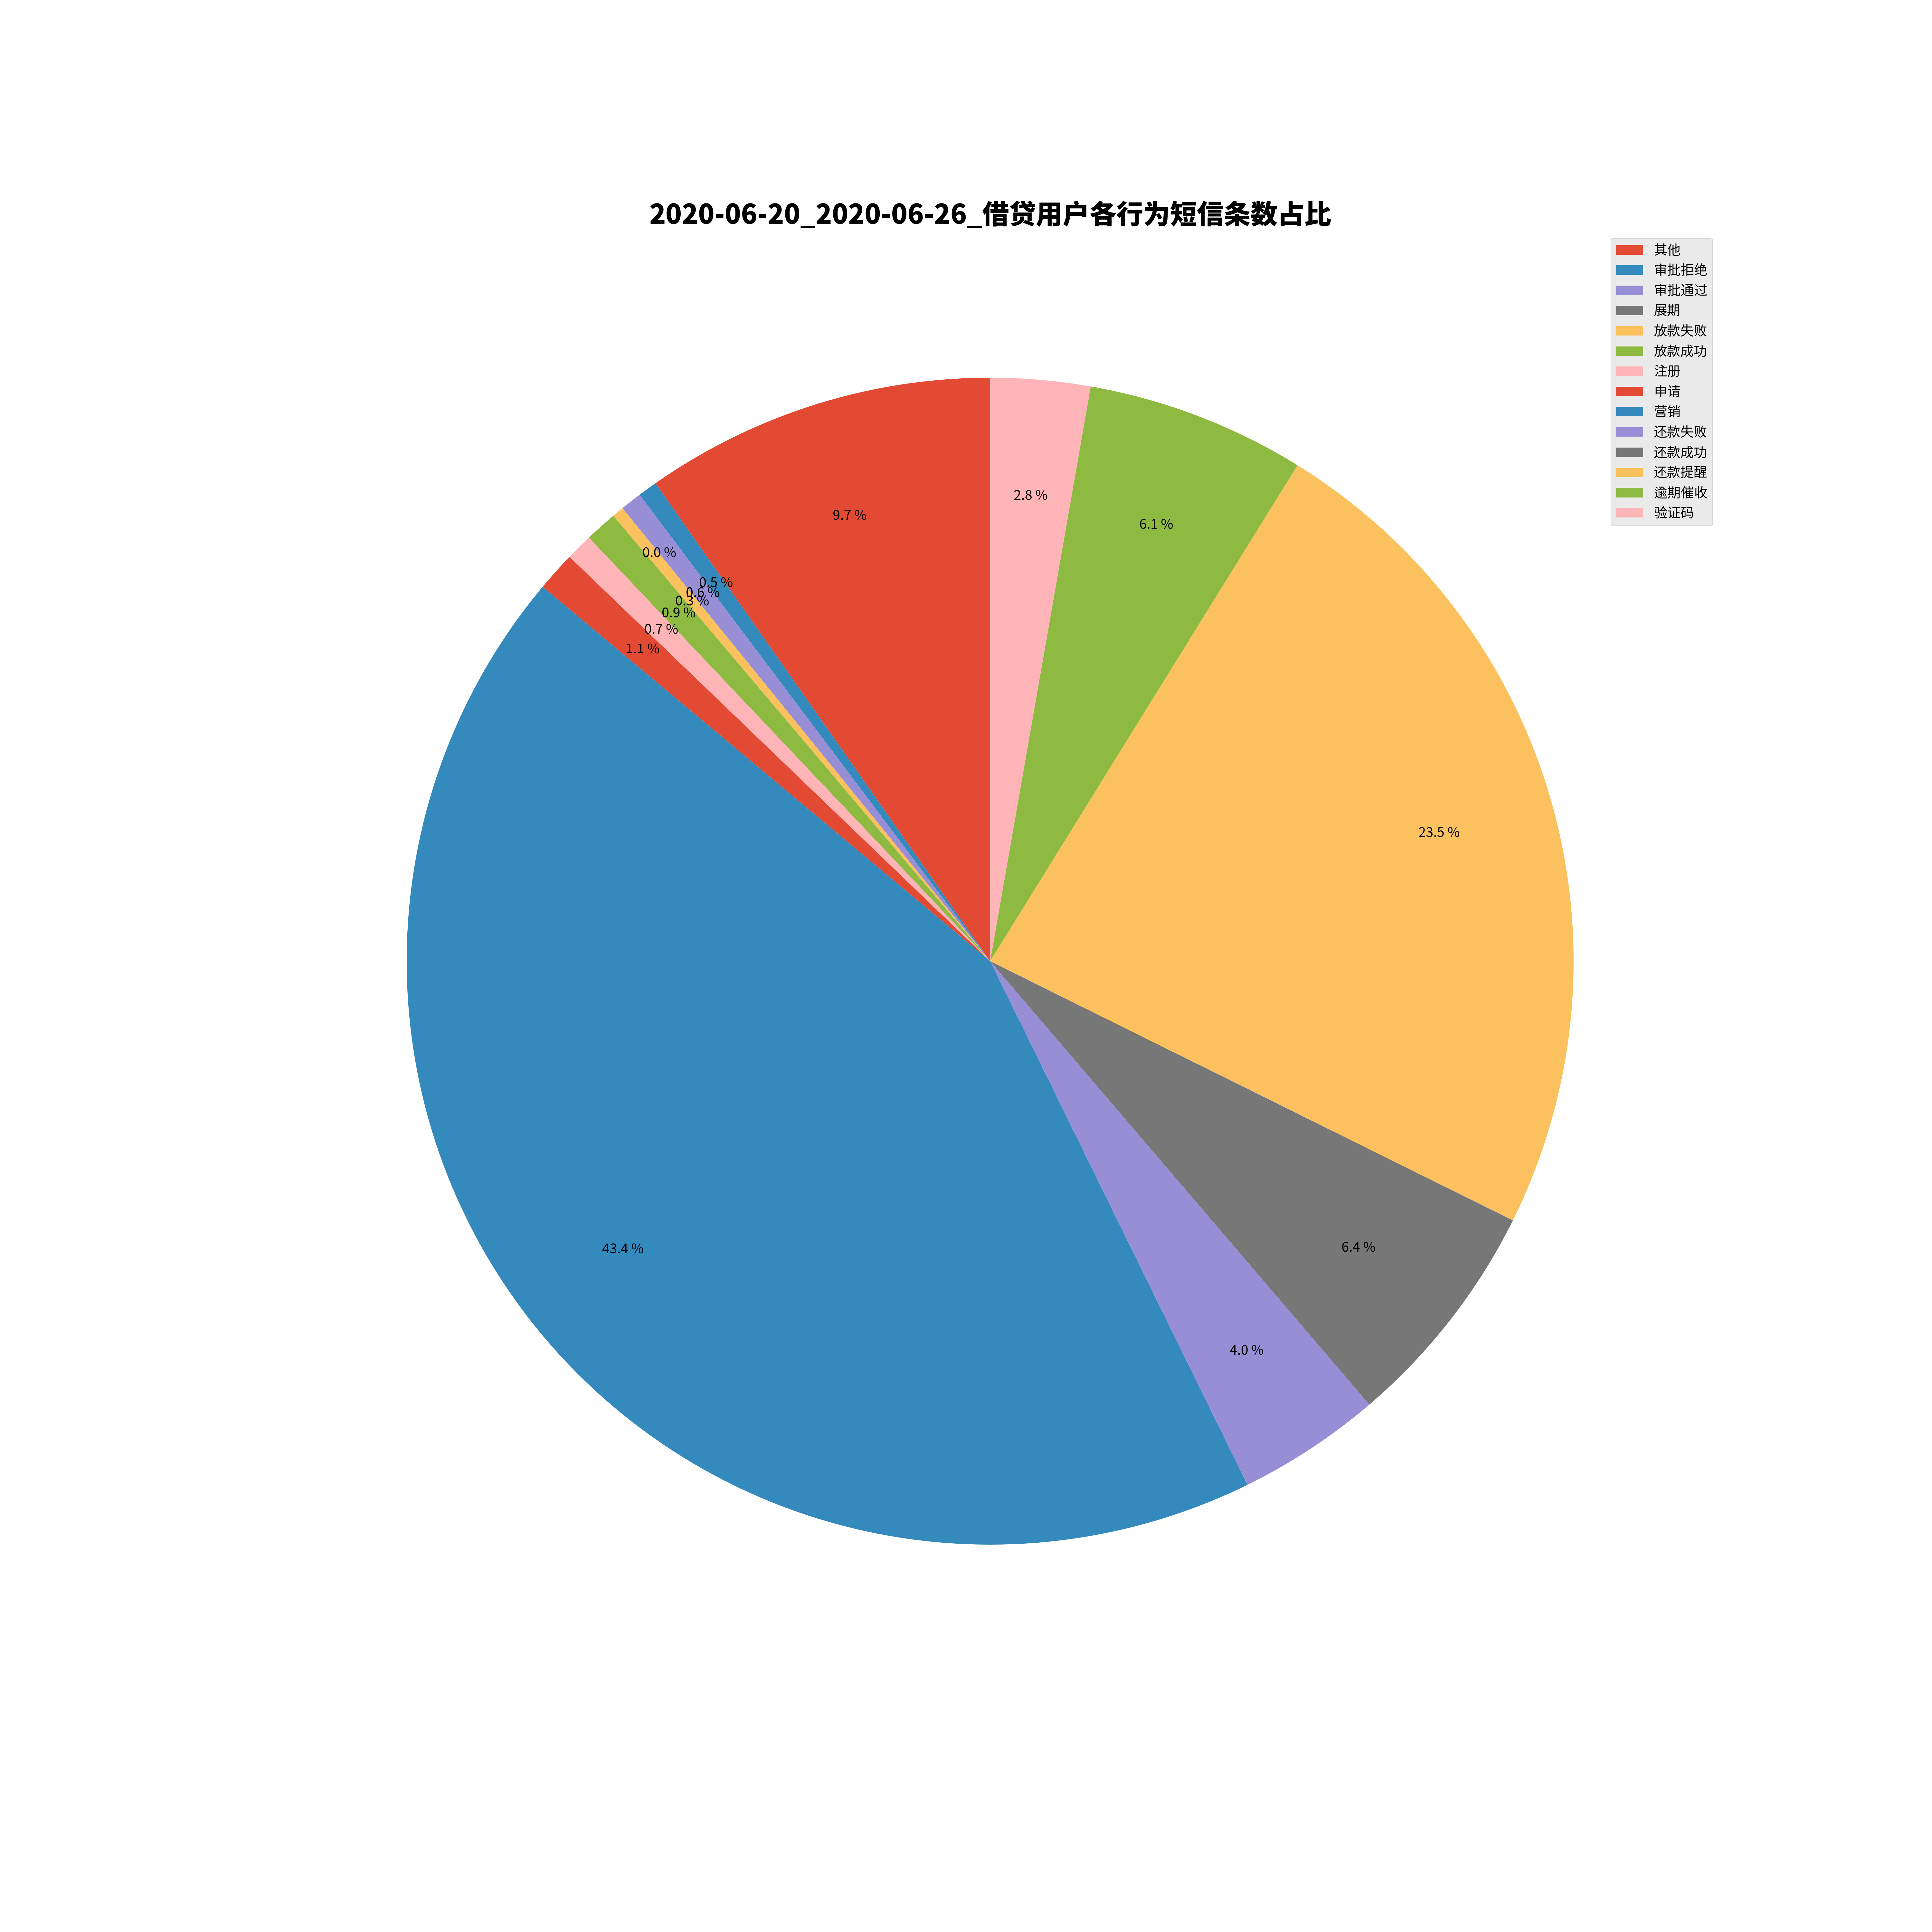 2020-06-20_2020-06-26_借贷用户各行为短信条数占比
其他
审批拒绝
审批通过
展期
放款失败
放款成功
注册
申请
营销
还款失败
还款成功
还款提醒
逾期催收
验证码
2.8 %
9.7 %
6.1 %
0.0 %
0.5 %
0.6 %
0.3 %
0.9 %
0.7 %
1.1 %
23.5 %
43.4 %
6.4 %
4.0 %